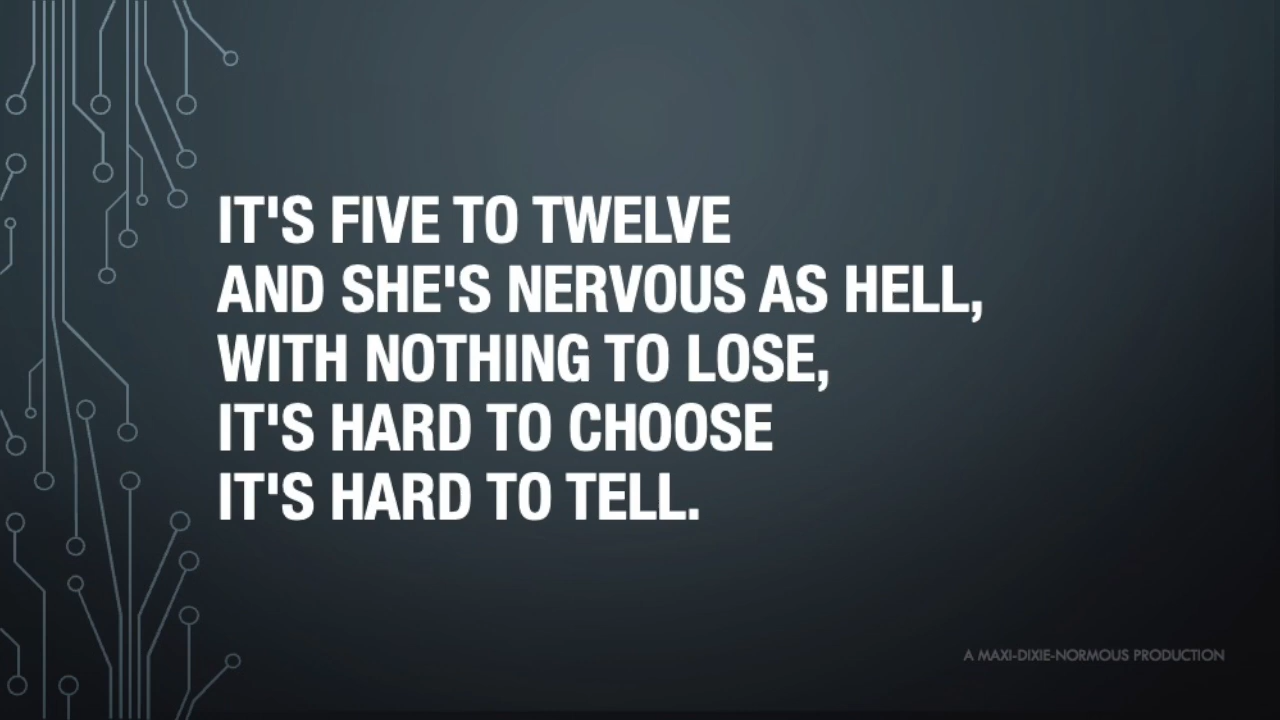 IT'S FIVE TO TWELVE
AND SHE'S NERVOUS AS HELL,
WITH NOTHING TO LOSE,
IT'S HARD TO CHOOSE
IT'S HARD TO TELL.
A MAXI-DIXIE-NORMOUS PRODUCTION